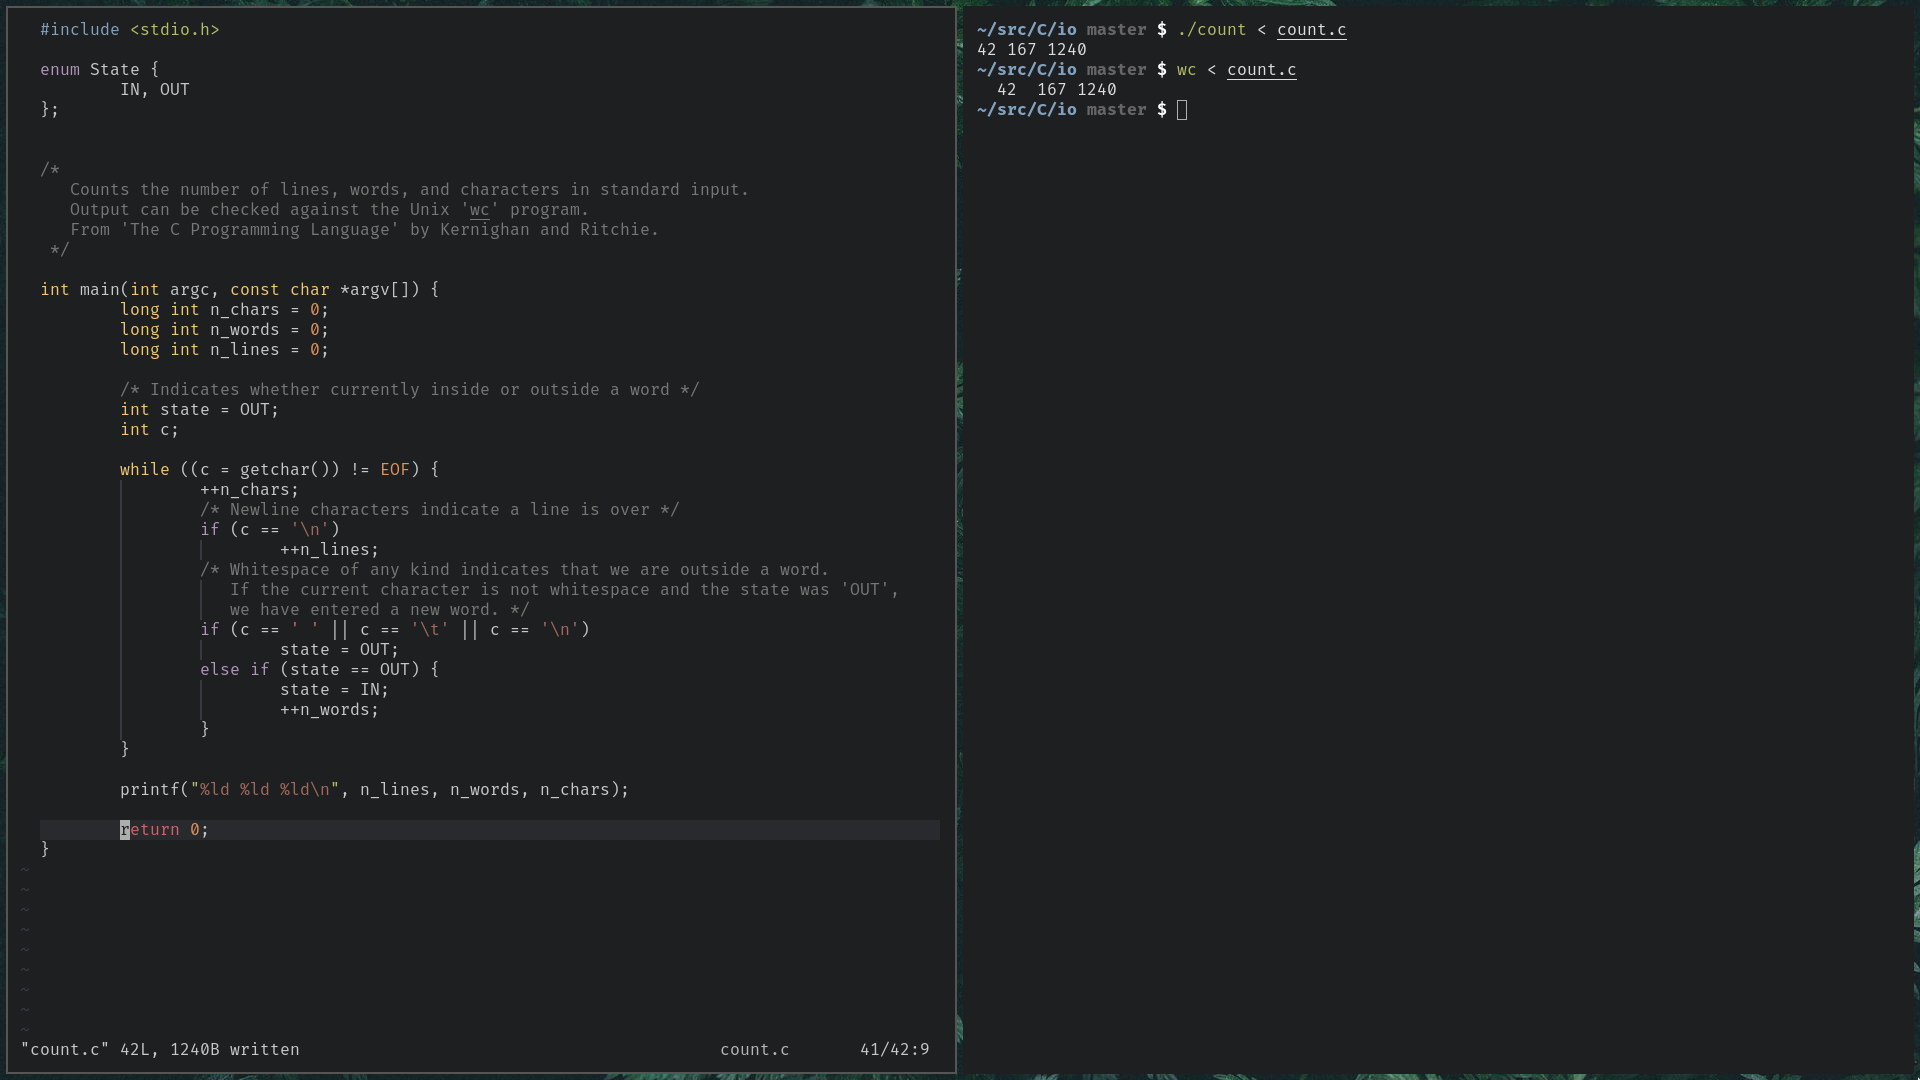 #include <stdio.h>
enum State {
IN, OUT
};
/*
Counts the number of lines, words, and characters in standard input.
Output can be checked against the Unix 'wc' program.
From 'The C Programming Language' by Kernighan and Ritchie.
*/
int main(int argc, const char *argv[]) {
long int n_chars = 0;
long int n_words = 0;
long int n_lines = 0;
/* Indicates whether currently inside or outside a word */
int state = OUT;
int c;
while ((c = getchar()) != EOF) {
++n_chars;
/* Newline characters indicate a line is over */
if (c == '\n')
++n_lines;
/* Whitespace of any kind indicates that we are outside a word.
If the current character is not whitespace and the state was 'OUT',
we have entered a new word. */
if (c == ' ' || c == '\t' || c == '\n')
state = OUT;
else if (state == OUT) {
state = IN;
++n_words;
}
}
printf("%ld %ld %ld\n", n_lines, n_words, n_chars);
return 0;
}
~
~
~
~
~
~
~
~
~
"count.c" 42L, 1240B written count.c 41/42:9
~/src/C/io master $ ./count < count.c
42 167 1240
~/src/C/io master $ wc < count.c
42 167 1240
~/src/C/io master $